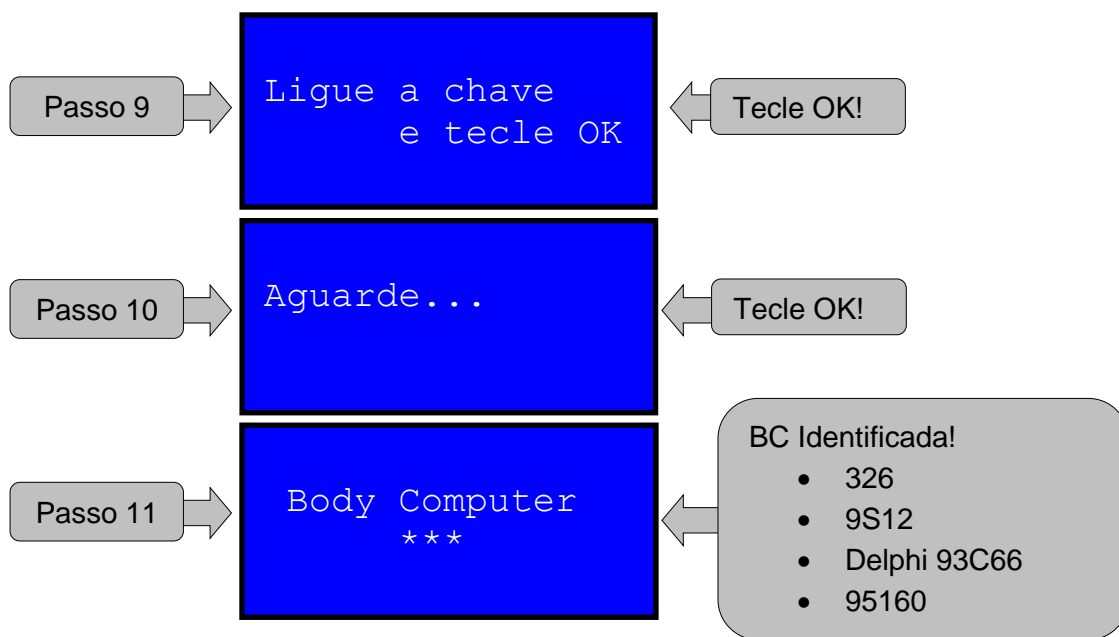 Passo 9
Ligue a chave
e tecle OK
Tecle OK!
Passo 10
Aguarde...
Tecle OK!
Passo 11
Body Computer
***
BC Identificada!
• 326
• 9S12
• Delphi 93C66
• 95160